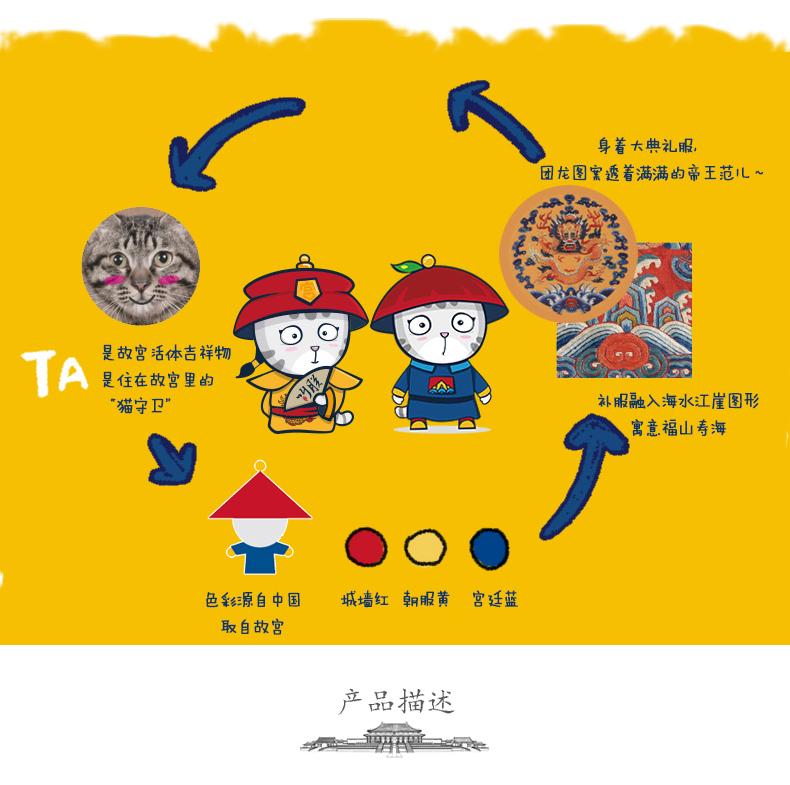 身着大典礼服,
团龙图案透着满满的帝王范儿~
TA
是故宫活体吉祥物
是住在故宫里的
“猫守卫”
补服融入海水江崖图形
寓意福山寿海
色彩源自中国
取自故宫
城墙红 朝服黄 宫廷蓝
产品描述